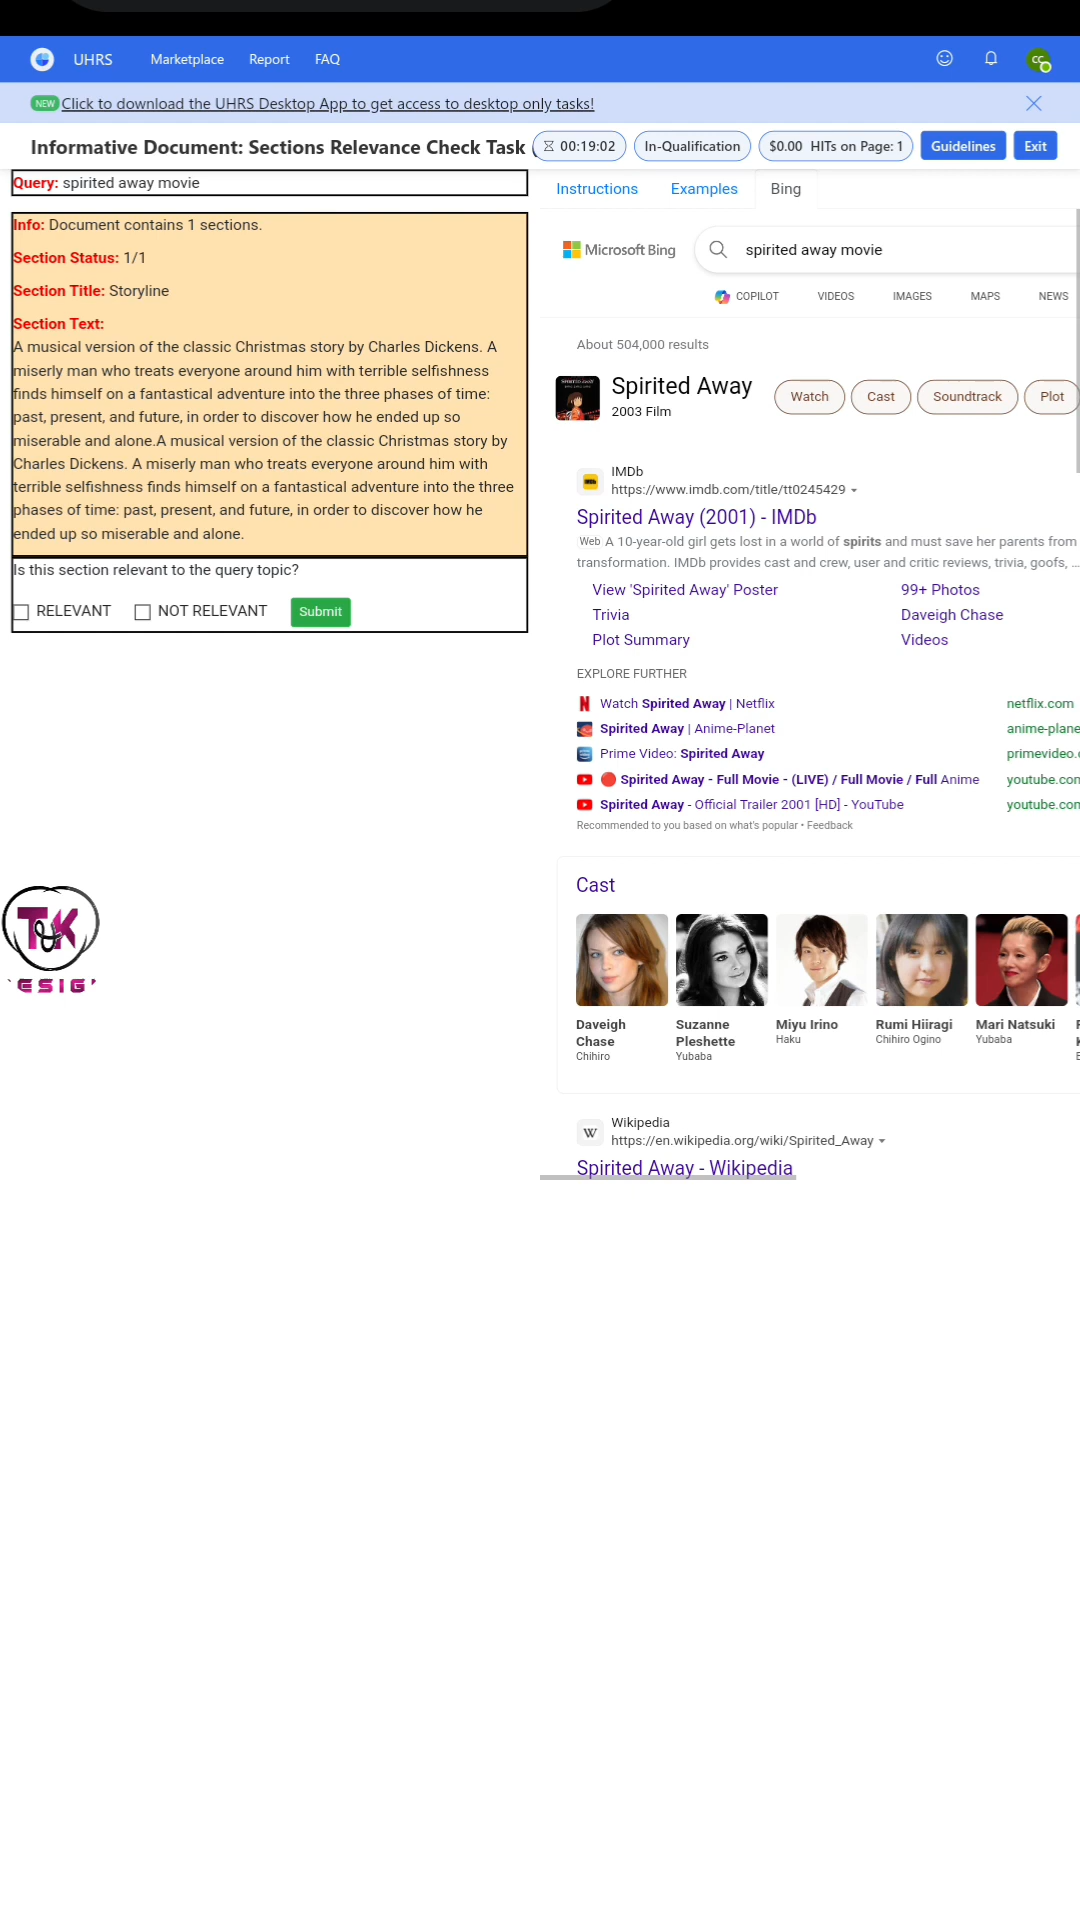 UHRS Marketplace Report FAQ CC
NEW Click to download the UHRS Desktop App to get access to desktop only tasks!
Informative Document: Sections Relevance Check Task 00:19:02 In-Qualification $0.00 HITs on Page: 1 Guidelines Exit
Query: spirited away movie
Info: Document contains 1 sections.
Section Status: 1/1
Section Title: Storyline
Section Text:
A musical version of the classic Christmas story by Charles Dickens. A
miserly man who treats everyone around him with terrible selfishness
finds himself on a fantastical adventure into the three phases of time:
past, present, and future, in order to discover how he ended up so
miserable and alone.A musical version of the classic Christmas story by
Charles Dickens. A miserly man who treats everyone around him with
terrible selfishness finds himself on a fantastical adventure into the three
phases of time: past, present, and future, in order to discover how he
ended up so miserable and alone.
Is this section relevant to the query topic?
RELEVANT NOT RELEVANT Submit
T&K
ESIG
Instructions Examples Bing
Microsoft Bing spirited away movie
COPILOT VIDEOS IMAGES MAPS NEWS
About 504,000 results
Spirited Away
2003 Film
Watch Cast Soundtrack Plot
IMDb
https://www.imdb.com/title/tt0245429
Spirited Away (2001) - IMDb
Web A 10-year-old girl gets lost in a world of spirits and must save her parents from
transformation. IMDb provides cast and crew, user and critic reviews, trivia, goofs, ...
View 'Spirited Away' Poster 99+ Photos
Trivia Daveigh Chase
Plot Summary Videos
EXPLORE FURTHER
Watch Spirited Away | Netflix netflix.com
Spirited Away | Anime-Planet anime-plane
Prime Video: Spirited Away primevideo.
Spirited Away - Full Movie - (LIVE) / Full Movie / Full Anime youtube.con
Spirited Away - Official Trailer 2001 [HD] - YouTube youtube.con
Recommended to you based on what's popular • Feedback
Cast
Daveigh Chase
Chihiro
Suzanne Pleshette
Yubaba
Miyu Irino
Haku
Rumi Hiiragi
Chihiro Ogino
Mari Natsuki
Yubaba
W
Wikipedia
https://en.wikipedia.org/wiki/Spirited_Away
Spirited Away - Wikipedia